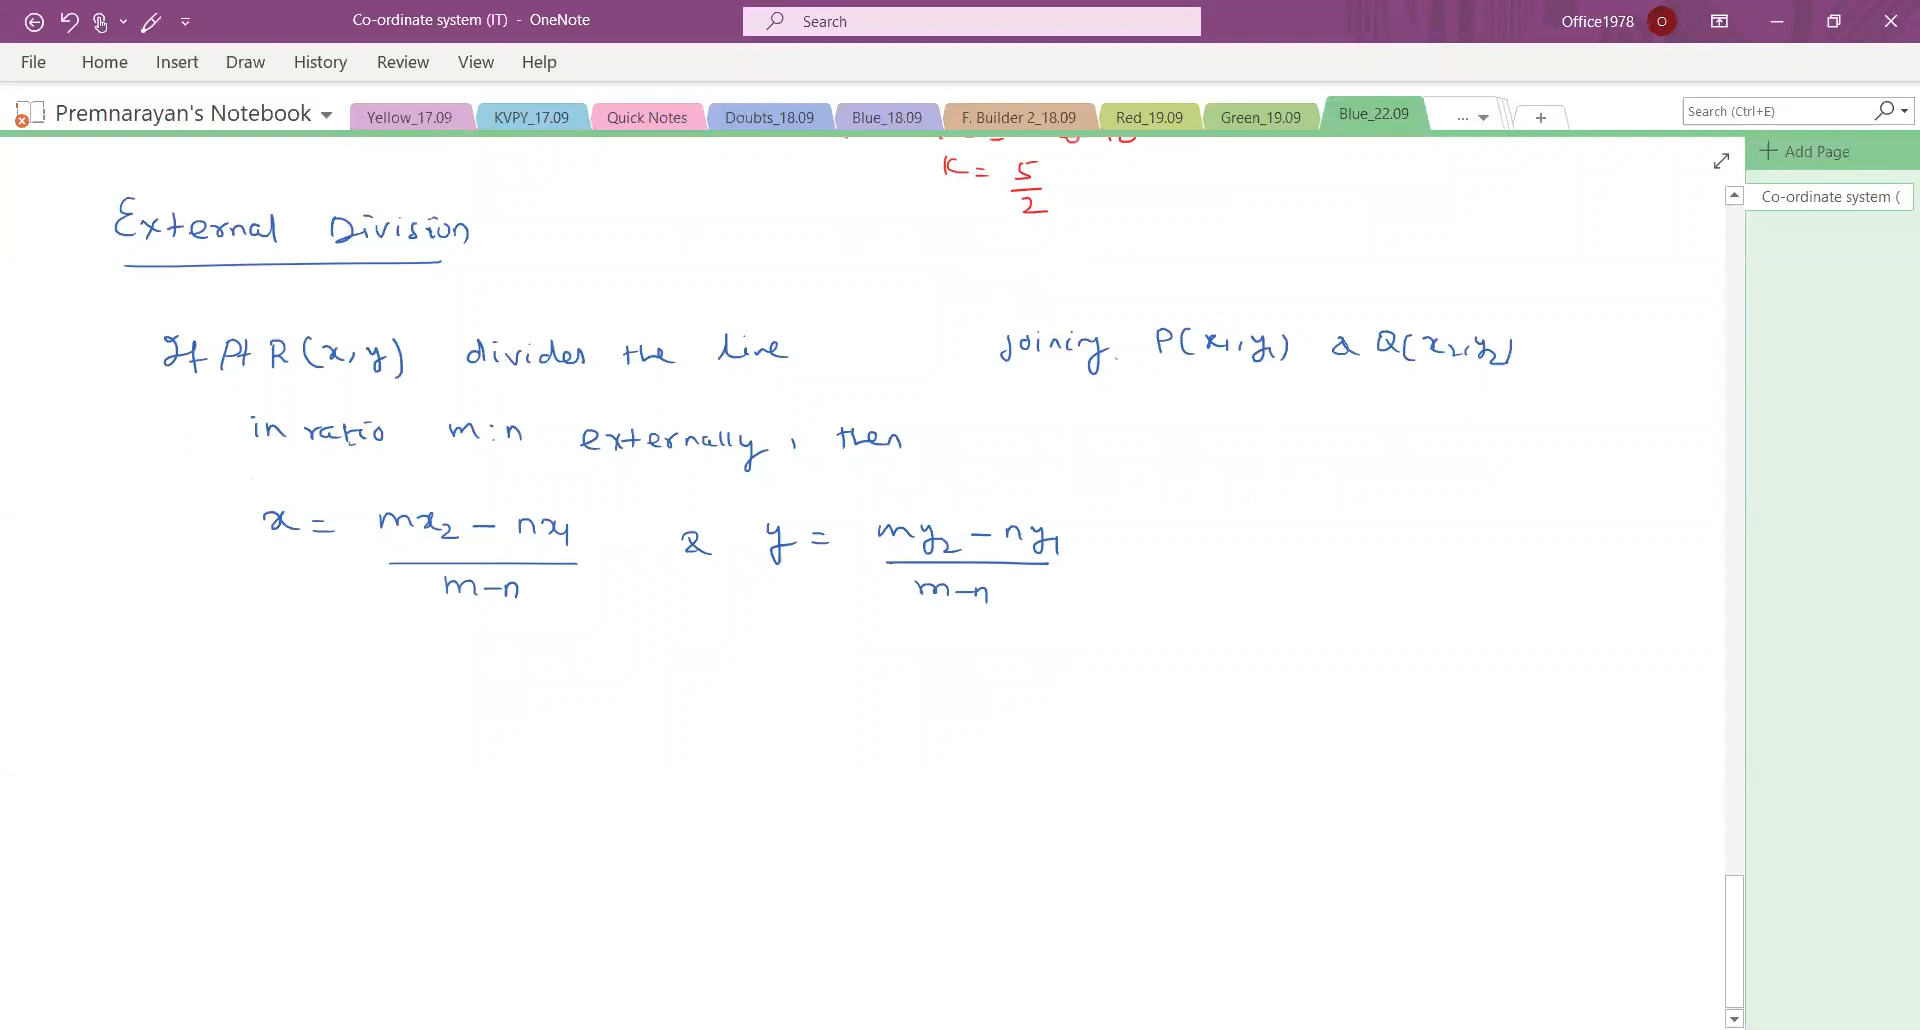 Co-ordinate system (IT) - OneNote
Search
Office1978
O
File Home Insert Draw History Review View Help
Premnarayan's Notebook
Yellow_17.09 KVPY_17.09 Quick Notes Doubts_18.09 Blue_18.09 F. Builder 2_18.09 Red_19.09 Green_19.09 Blue_22.09 ... +
Search (Ctrl+E)
Add Page
Co-ordinate system (
K = 5/2
External Division
If Pt R(x,y) divides the line joining P(x₁,y₁) & Q(x₂,y₂)
in ratio m:n externally, then
x = (mx₂ - nx₁)/(m-n) & y = (my₂ - ny₁)/(m-n)